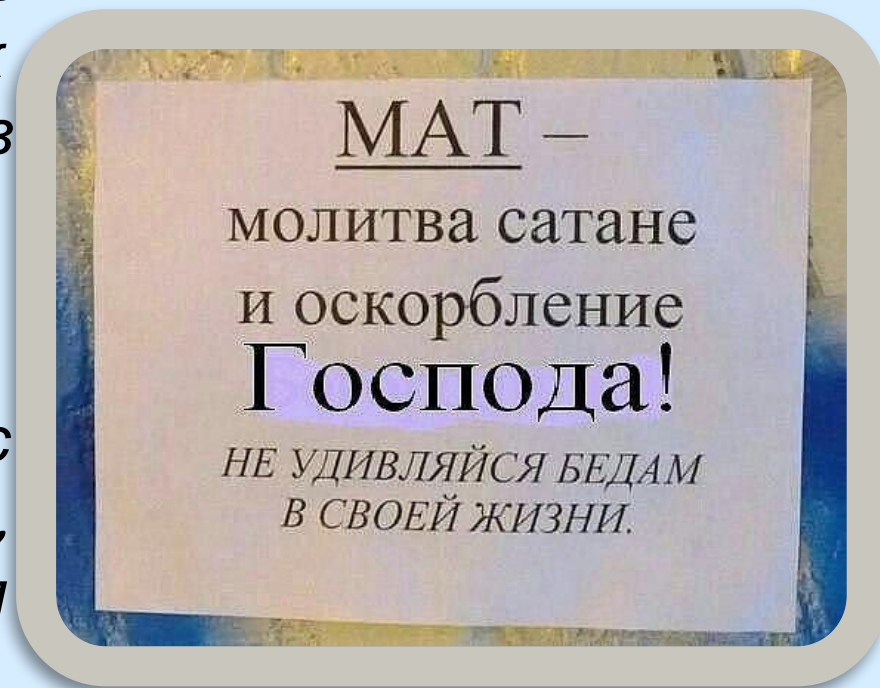 МАТ –
молитва сатане
и оскорбление
Господа!
НЕ УДИВЛЯЙСЯ БЕДАМ
В СВОЕЙ ЖИЗНИ.